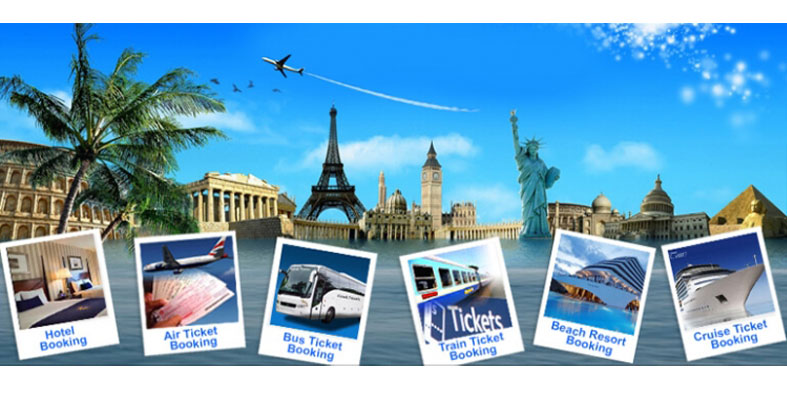 Hotel
Booking
Air Ticket
Booking
Bus Ticket
Booking
Tickets
Train Ticket
Booking
Beach Resort
Booking
Cruise Ticket
Booking